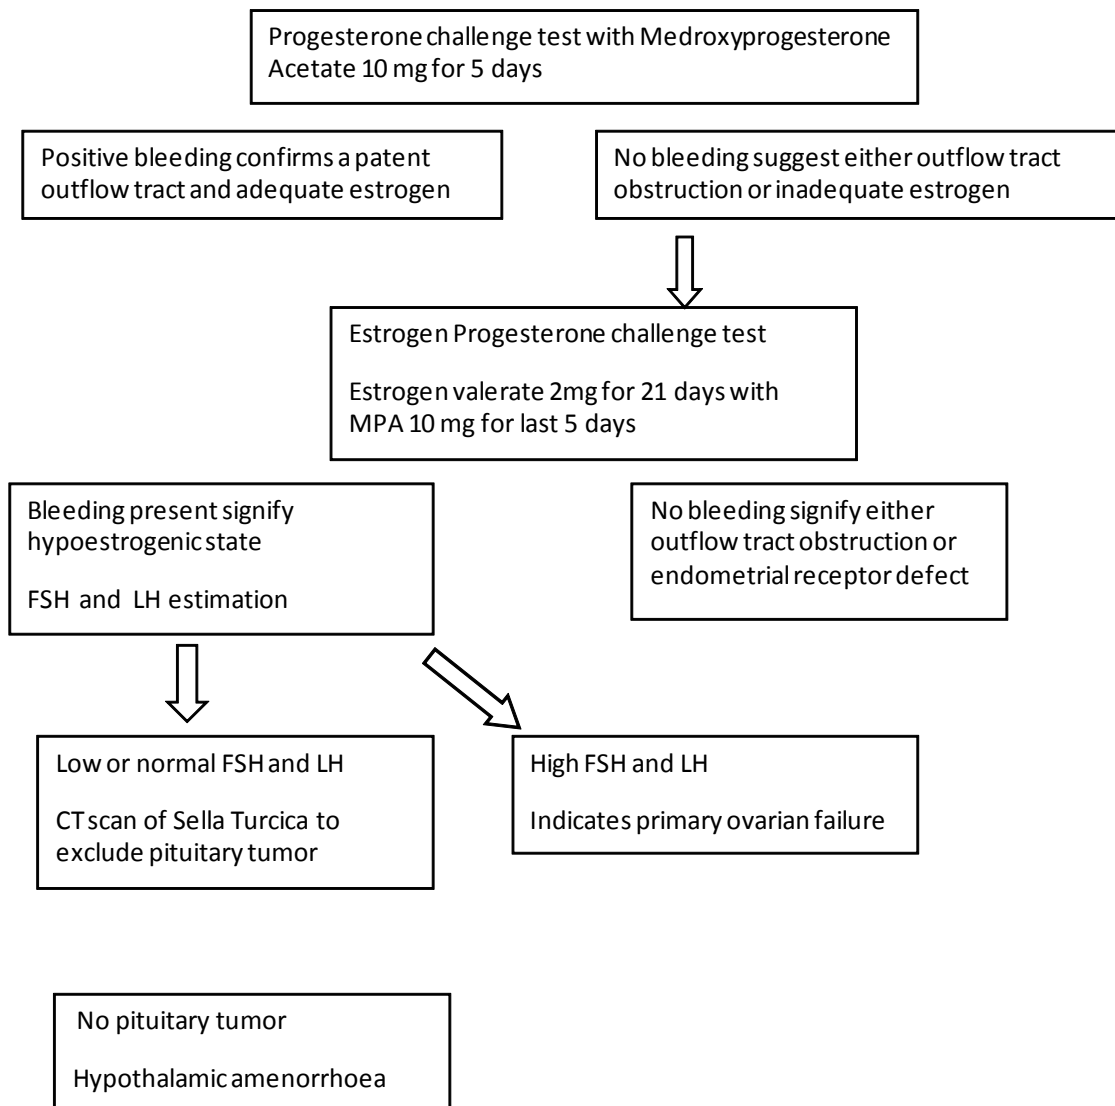 Progesterone challenge test with Medroxyprogesterone
Acetate 10 mg for 5 days
Positive bleeding confirms a patent
outflow tract and adequate estrogen
No bleeding suggest either outflow tract
obstruction or inadequate estrogen
Estrogen Progesterone challenge test
Estrogen valerate 2mg for 21 days with
MPA 10 mg for last 5 days
Bleeding present signify
hypoestrogenic state
FSH and LH estimation
No bleeding signify either
outflow tract obstruction or
endometrial receptor defect
Low or normal FSH and LH
CT scan of Sella Turcica to
exclude pituitary tumor
High FSH and LH
Indicates primary ovarian failure
No pituitary tumor
Hypothalamic amenorrhoea